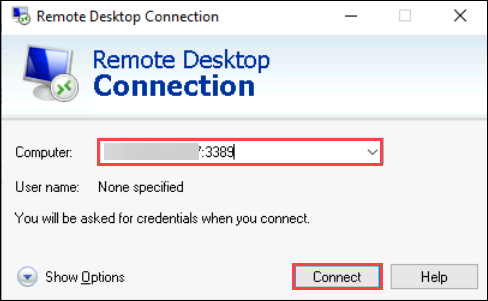 Remote Desktop Connection
Remote Desktop
Connection
Computer: :3389
User name: None specified
You will be asked for credentials when you connect.
Show Options Connect Help